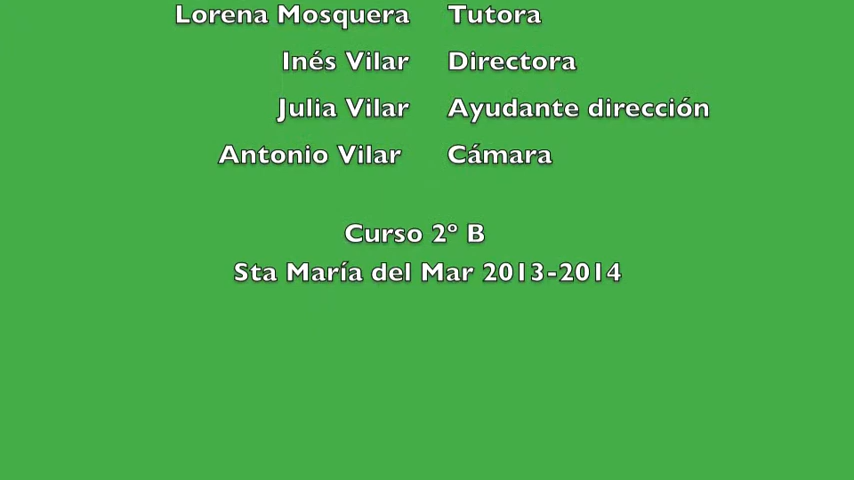 Lorena Mosquera Tutora
Inés Vilar Directora
Julia Vilar Ayudante dirección
Antonio Vilar Cámara
Curso 2º B
Sta María del Mar 2013-2014